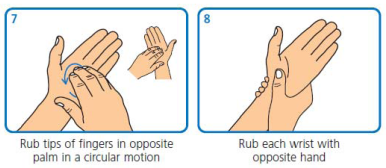 7
8
Rub tips of fingers in opposite
palm in a circular motion
Rub each wrist with
opposite hand